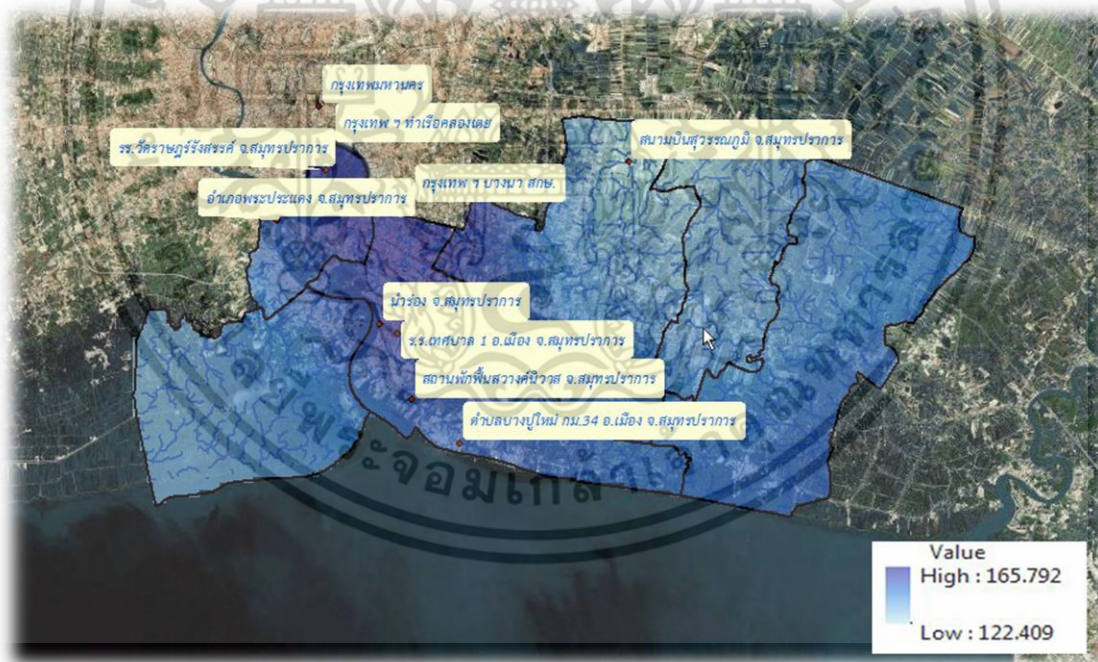 กรุงเทพมหานคร
กรุงเทพ ฯ ท่าเรือคลองเตย
สนามบินสุวรรณภูมิ จ.สมุทรปราการ
รร.วัดราษฎร์รังสรรค์ จ.สมุทรปราการ
กรุงเทพ ฯ บางนา สกษ.
อำเภอพระประแดง จ.สมุทรปราการ
นำร่อง จ.สมุทรปราการ
ร.ร.เทศบาล 1 อ.เมือง จ.สมุทรปราการ
สถานพักฟื้นสวางค์นิวาส จ.สมุทรปราการ
ตำบลบางปูใหม่ กม.34 อ.เมือง จ.สมุทรปราการ
Value
High : 165.792
Low : 122.409